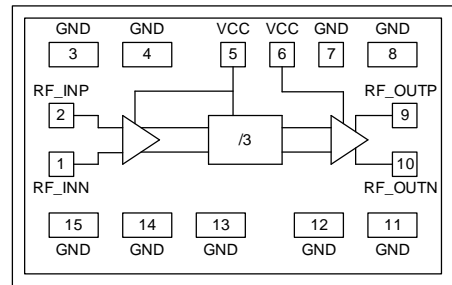 GND GND VCC VCC GND GND
3 4 5 6 7 8
RF_INP RF_OUTP
2 9
/3
1 10
RF_INN RF_OUTN
15 14 13 12 11
GND GND GND GND GND